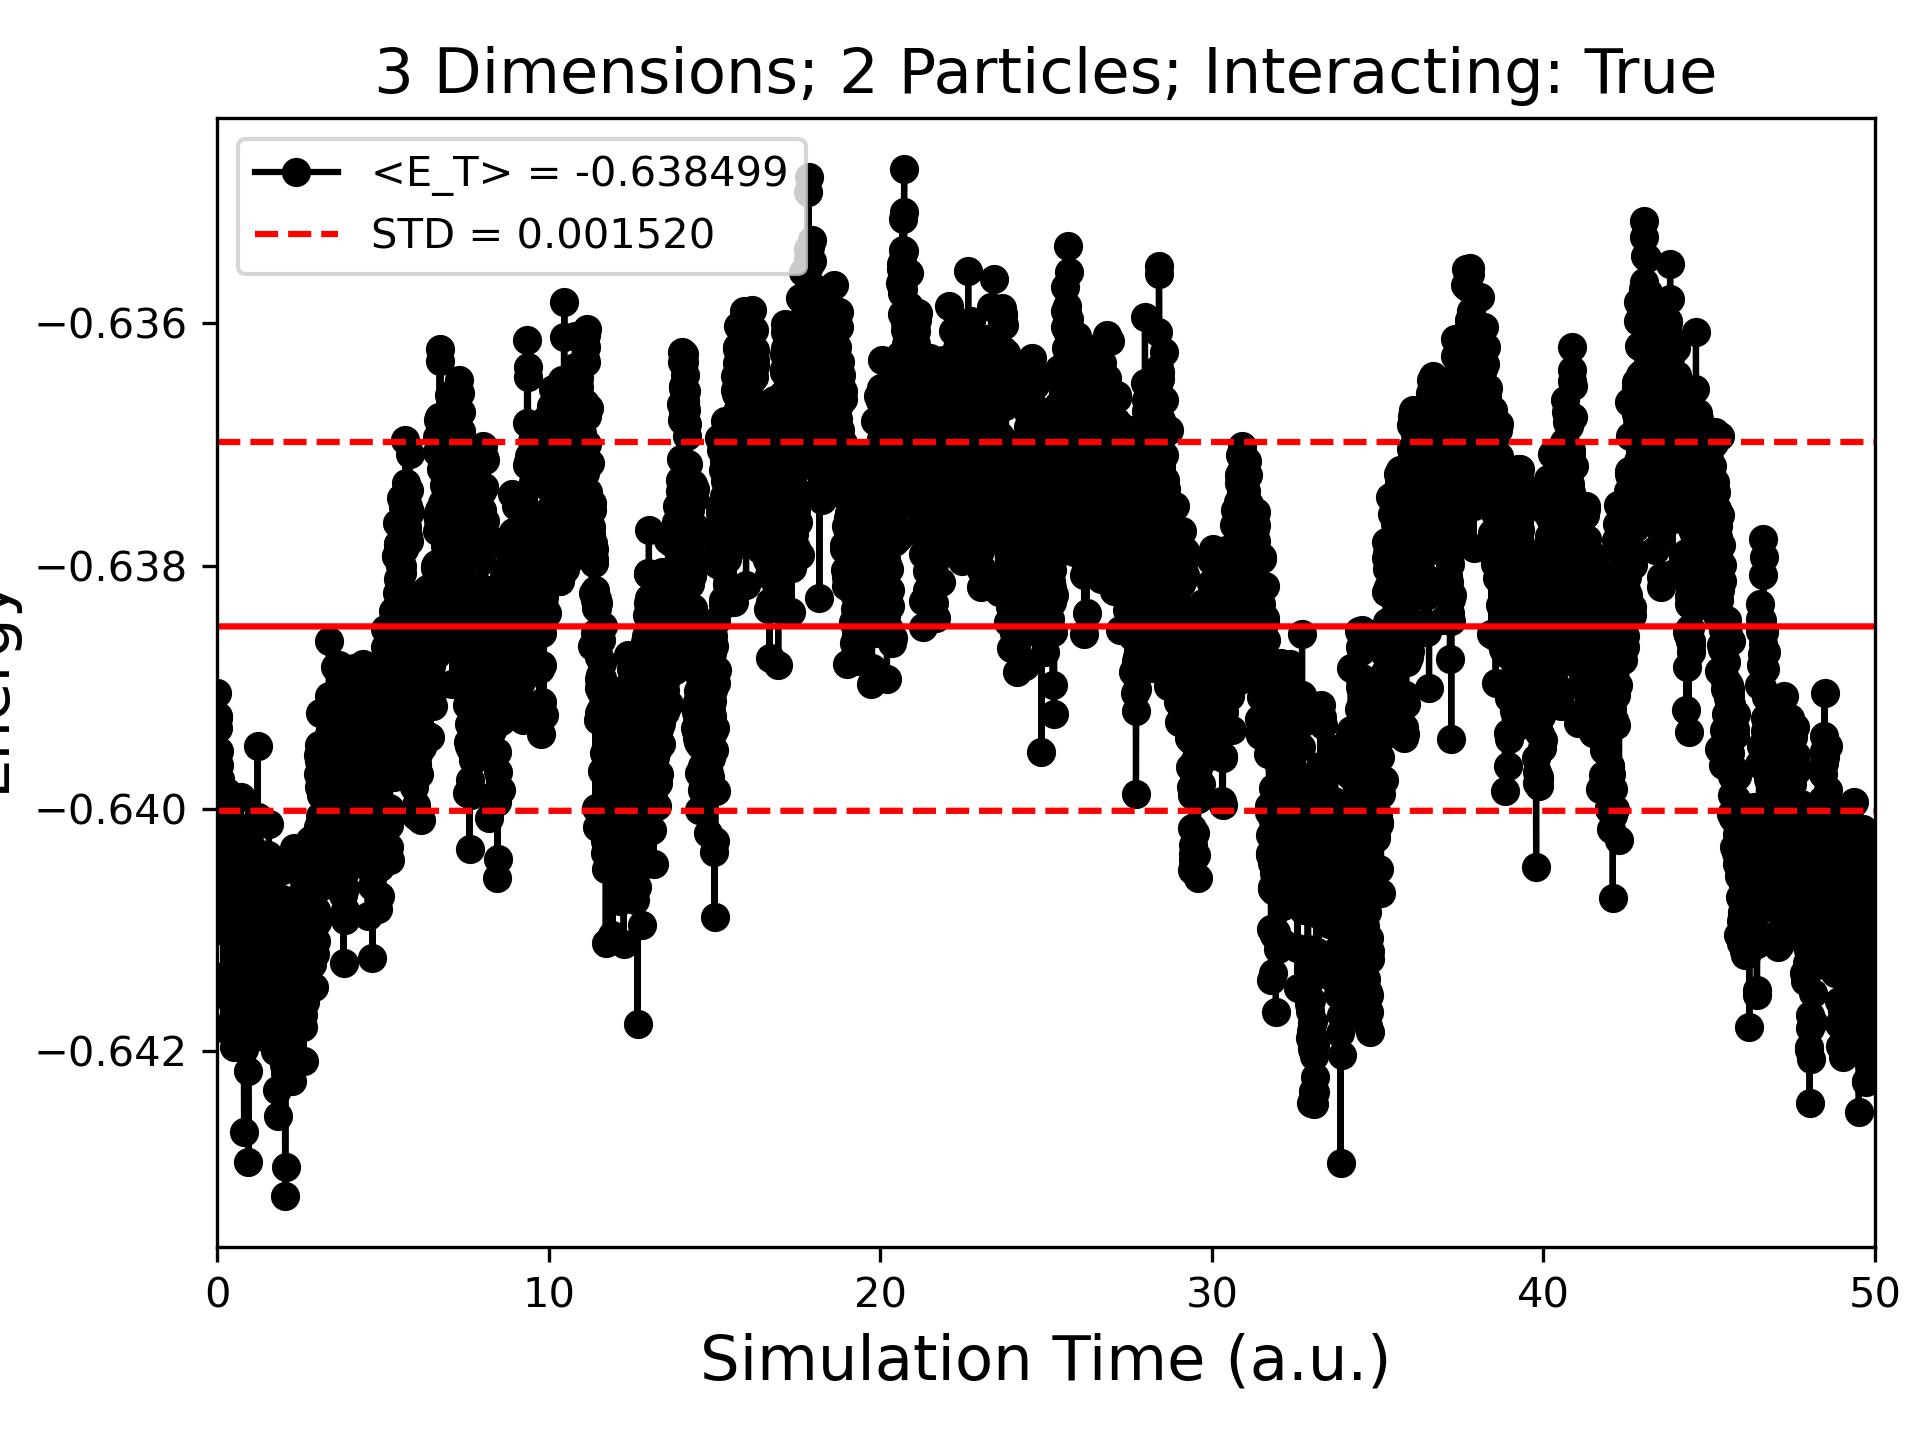 3 Dimensions; 2 Particles; Interacting: True
<E_T> = -0.638499
STD = 0.001520
−0.636
−0.638
−0.640
−0.642
Energy
0 10 20 30 40 50
Simulation Time (a.u.)